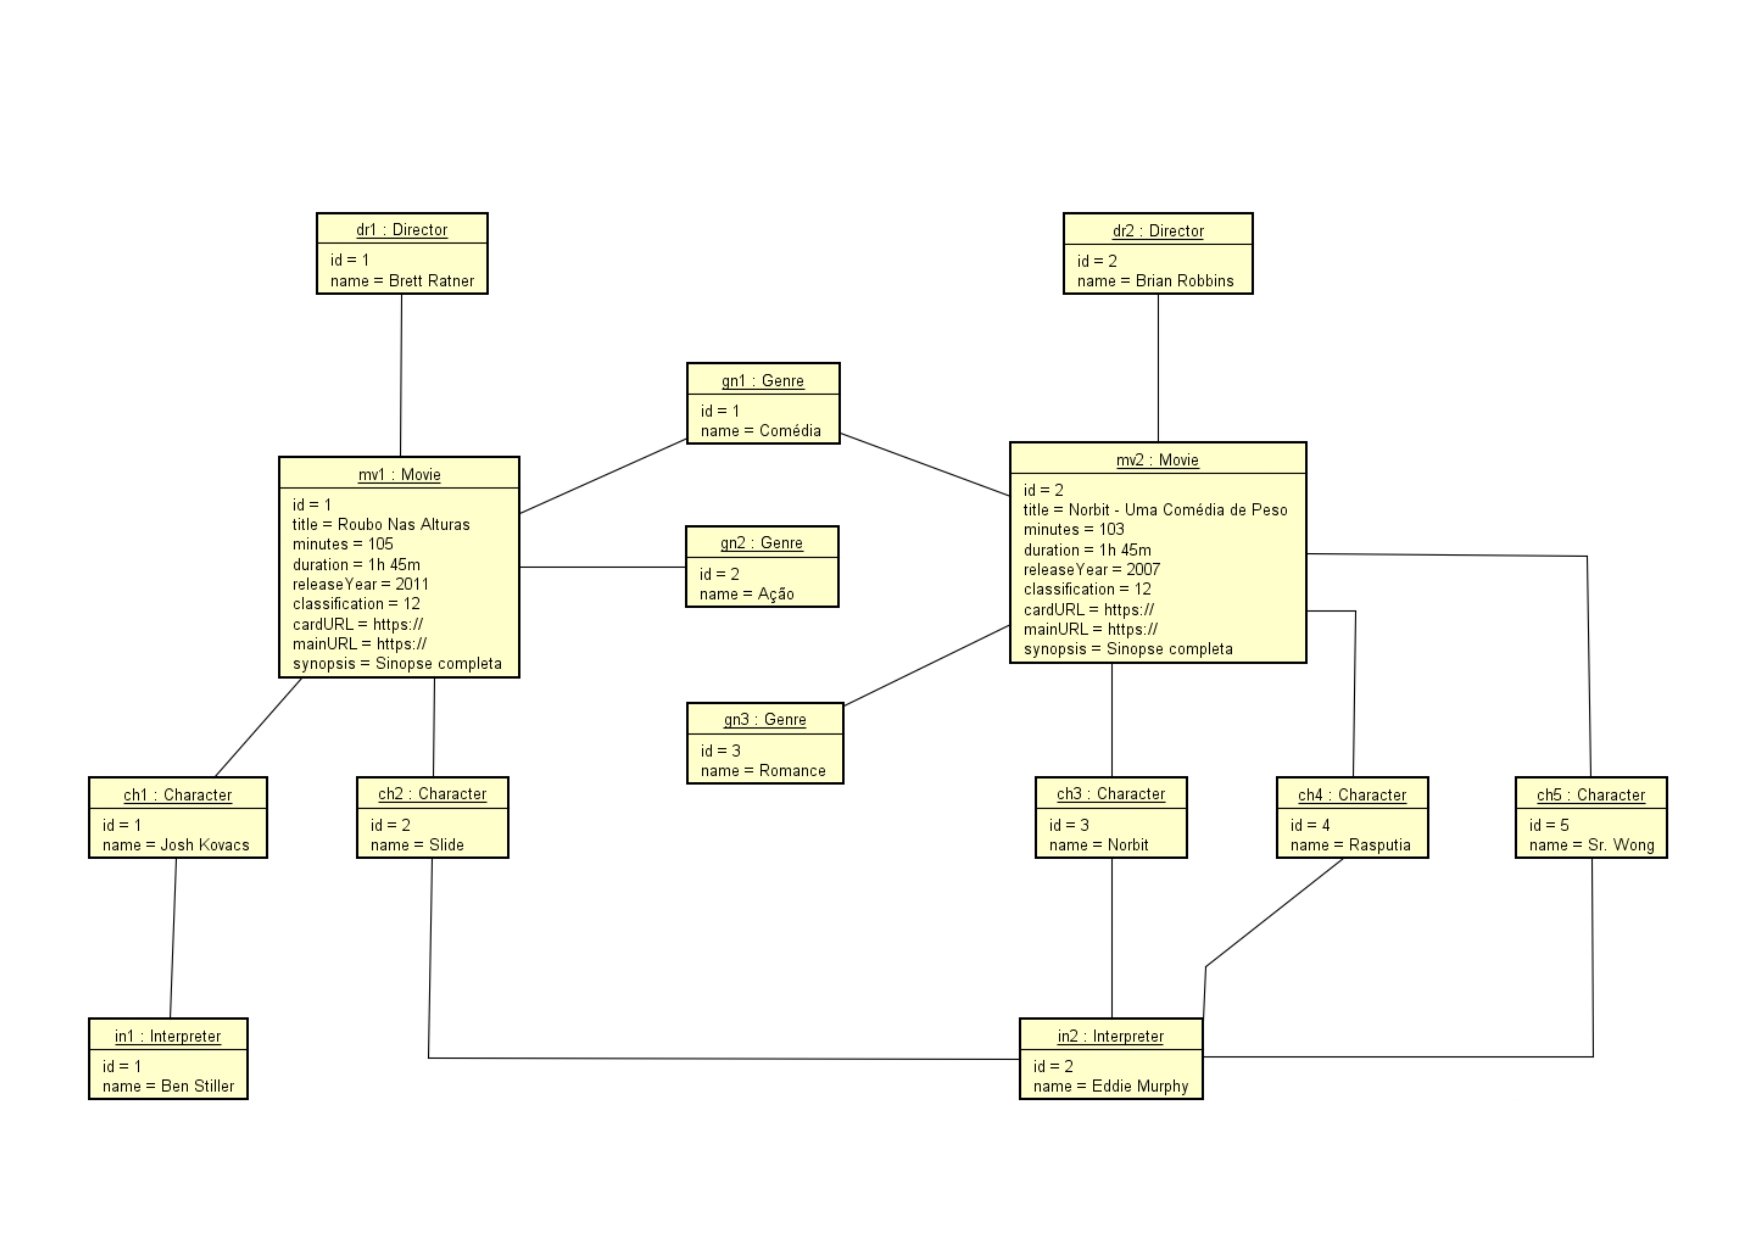 dr1 : Director
id = 1
name = Brett Ratner
dr2 : Director
id = 2
name = Brian Robbins
gn1 : Genre
id = 1
name = Comédia
mv1 : Movie
id = 1
title = Roubo Nas Alturas
minutes = 105
duration = 1h 45m
releaseYear = 2011
classification = 12
cardURL = https://
mainURL = https://
synopsis = Sinopse completa
gn2 : Genre
id = 2
name = Ação
mv2 : Movie
id = 2
title = Norbit - Uma Comédia de Peso
minutes = 103
duration = 1h 45m
releaseYear = 2007
classification = 12
cardURL = https://
mainURL = https://
synopsis = Sinopse completa
gn3 : Genre
id = 3
name = Romance
ch1 : Character
id = 1
name = Josh Kovacs
ch2 : Character
id = 2
name = Slide
ch3 : Character
id = 3
name = Norbit
ch4 : Character
id = 4
name = Rasputia
ch5 : Character
id = 5
name = Sr. Wong
in1 : Interpreter
id = 1
name = Ben Stiller
in2 : Interpreter
id = 2
name = Eddie Murphy